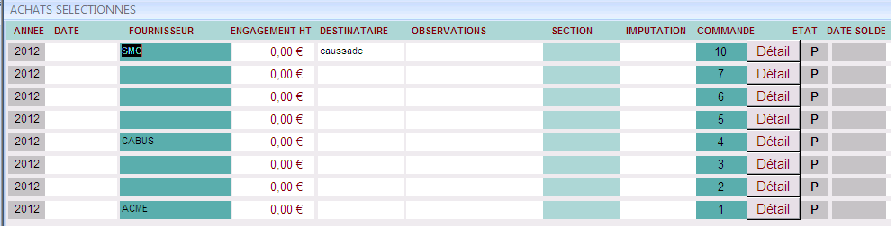 ACHATS SELECTIONNES
ANNEE DATE FOURNISSEUR ENGAGEMENT HT DESTINATAIRE OBSERVATIONS SECTION IMPUTATION COMMANDE ETAT DATE SOLDE
2012 SMC 0,00 € caussade 10 Détail P
2012 0,00 € 7 Détail P
2012 0,00 € 6 Détail P
2012 0,00 € 5 Détail P
2012 CABUS 0,00 € 4 Détail P
2012 0,00 € 3 Détail P
2012 0,00 € 2 Détail P
2012 ACME 0,00 € 1 Détail P